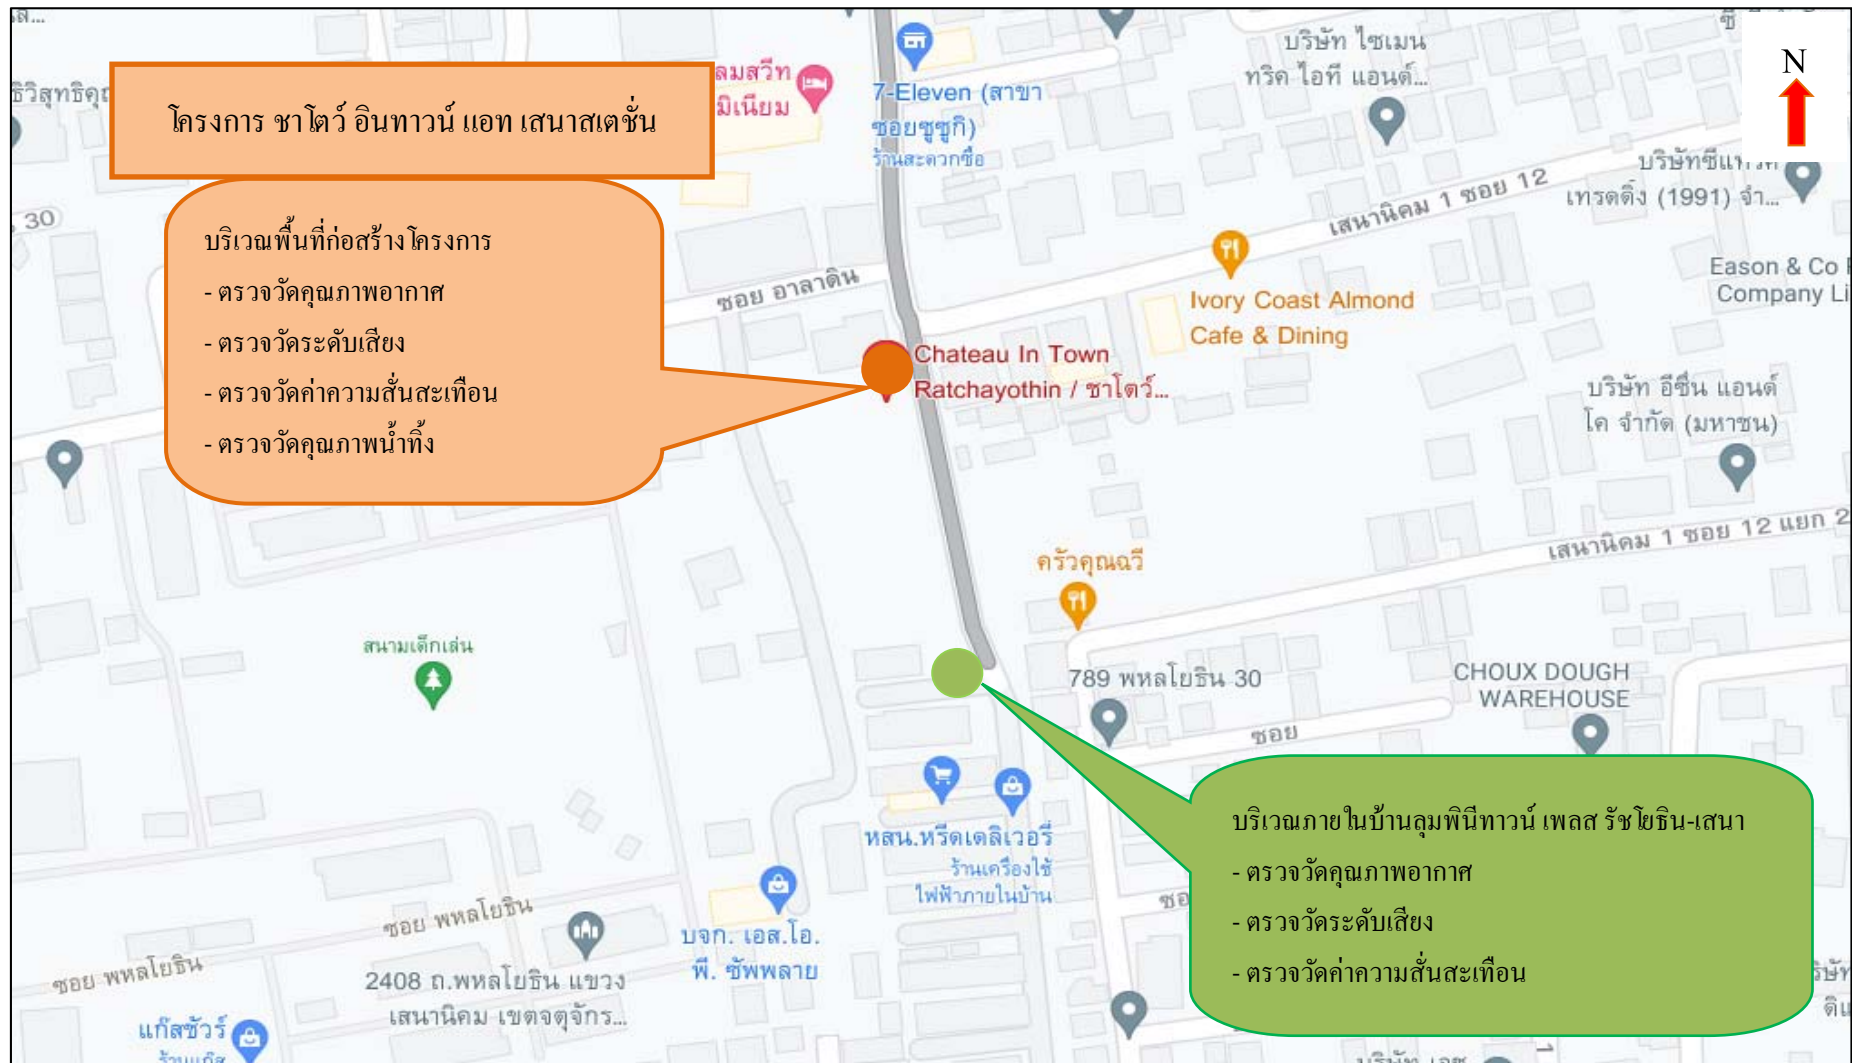 N
โครงการ ชาโตว์ อินทาวน์ แอท เสนาสเตชั่น
บริเวณพื้นที่ก่อสร้างโครงการ
- ตรวจวัดคุณภาพอากาศ
- ตรวจวัดระดับเสียง
- ตรวจวัดค่าความสั่นสะเทือน
- ตรวจวัดคุณภาพน้ำทิ้ง
30
7-Eleven (สาขา
ซอยซูซูกิ)
ร้านสะดวกซื้อ
บริษัท ไซเมน
ทริค ไอที แอนด์...
เทรดดิ้ง (1991) จำ...
เสนานิคม 1 ซอย 12
ซอย อาลาดิน
Ivory Coast Almond
Cafe & Dining
Eason & Co
Company Li
Chateau In Town
Ratchayothin / ชาโตว์...
บริษัท อีซึ่น แอนด์
โค จำกัด (มหาชน)
เสนานิคม 1 ซอย 12 แยก 2
ครัวคุณฉวี
สนามเด็กเล่น
789 พหลโยธิน 30
CHOUX DOUGH
WAREHOUSE
ซอย
หสน.หรีดเดลิเวอรี่
ร้านเครื่องใช้
ไฟฟ้าภายในบ้าน
บริเวณภายในบ้านลุมพินีทาวน์ เพลส รัชโยธิน-เสนา
- ตรวจวัดคุณภาพอากาศ
- ตรวจวัดระดับเสียง
- ตรวจวัดค่าความสั่นสะเทือน
ซอย พหลโยธิน
บจก. เอส.โอ.
พี. ซัพพลาย
ซอย พหลโยธิน
2408 ถ.พหลโยธิน แขวง
เสนานิคม เขตจตุจักร...
แก๊สชัวร์
ร้านแก๊ส